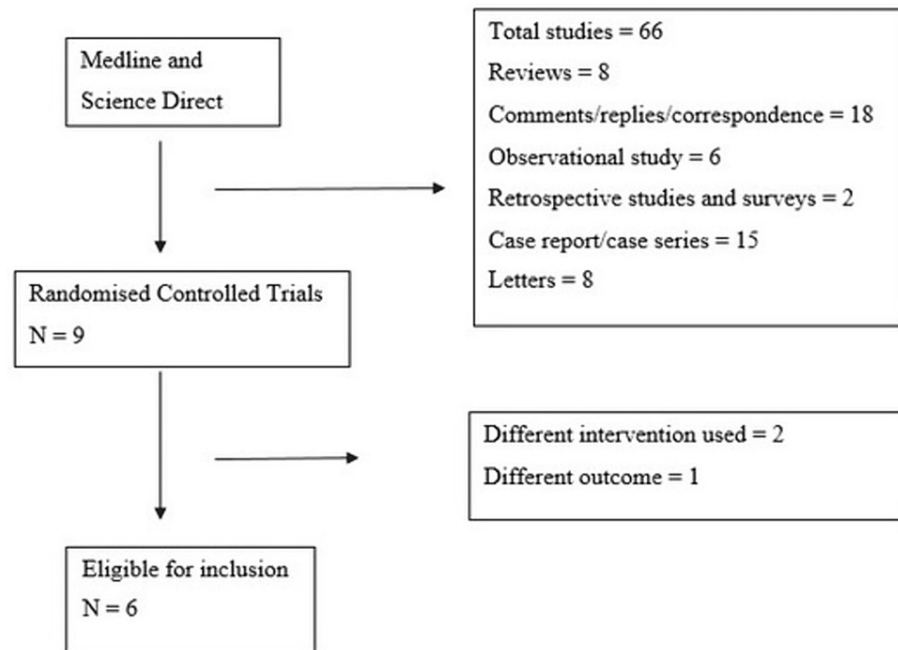 Medline and
Science Direct
Total studies = 66
Reviews = 8
Comments/replies/correspondence = 18
Observational study = 6
Retrospective studies and surveys = 2
Case report/case series = 15
Letters = 8
Randomised Controlled Trials
N = 9
Different intervention used = 2
Different outcome = 1
Eligible for inclusion
N = 6